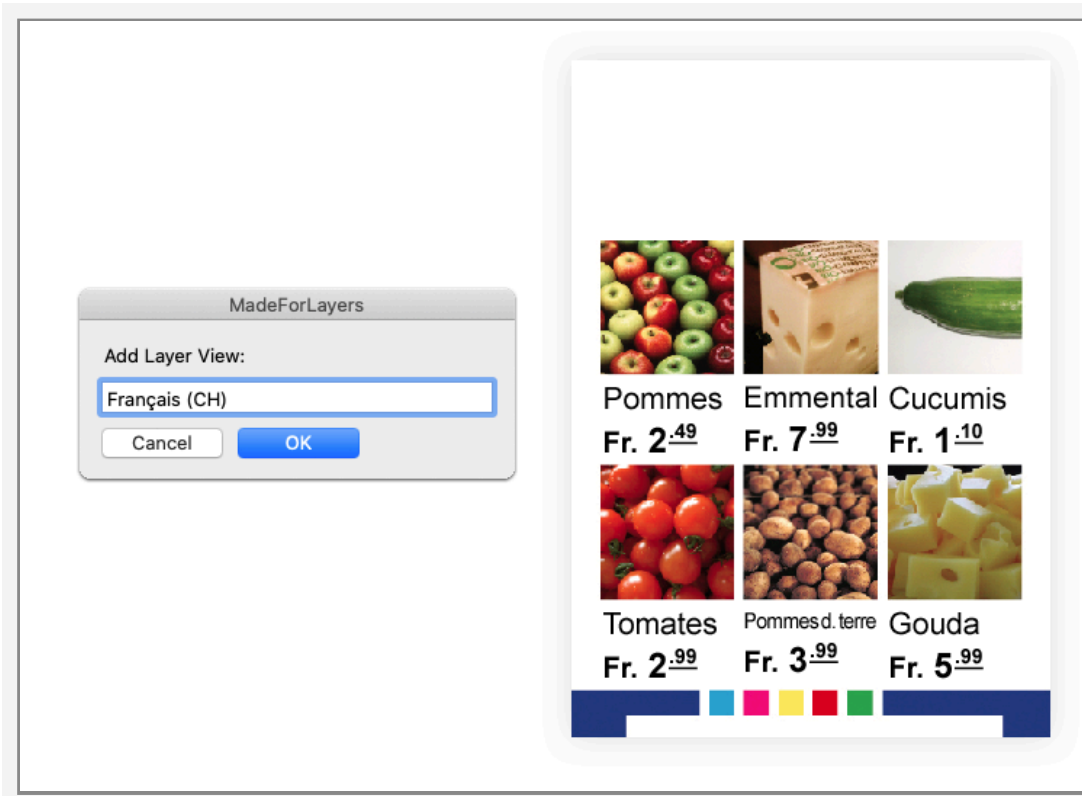 MadeForLayers
Add Layer View:
Français (CH)
Cancel OK
Pommes Emmental Cucumis
Fr. 2.49 Fr. 7.99 Fr. 1.10
Tomates Pommes d. terre Gouda
Fr. 2.99 Fr. 3.99 Fr. 5.99